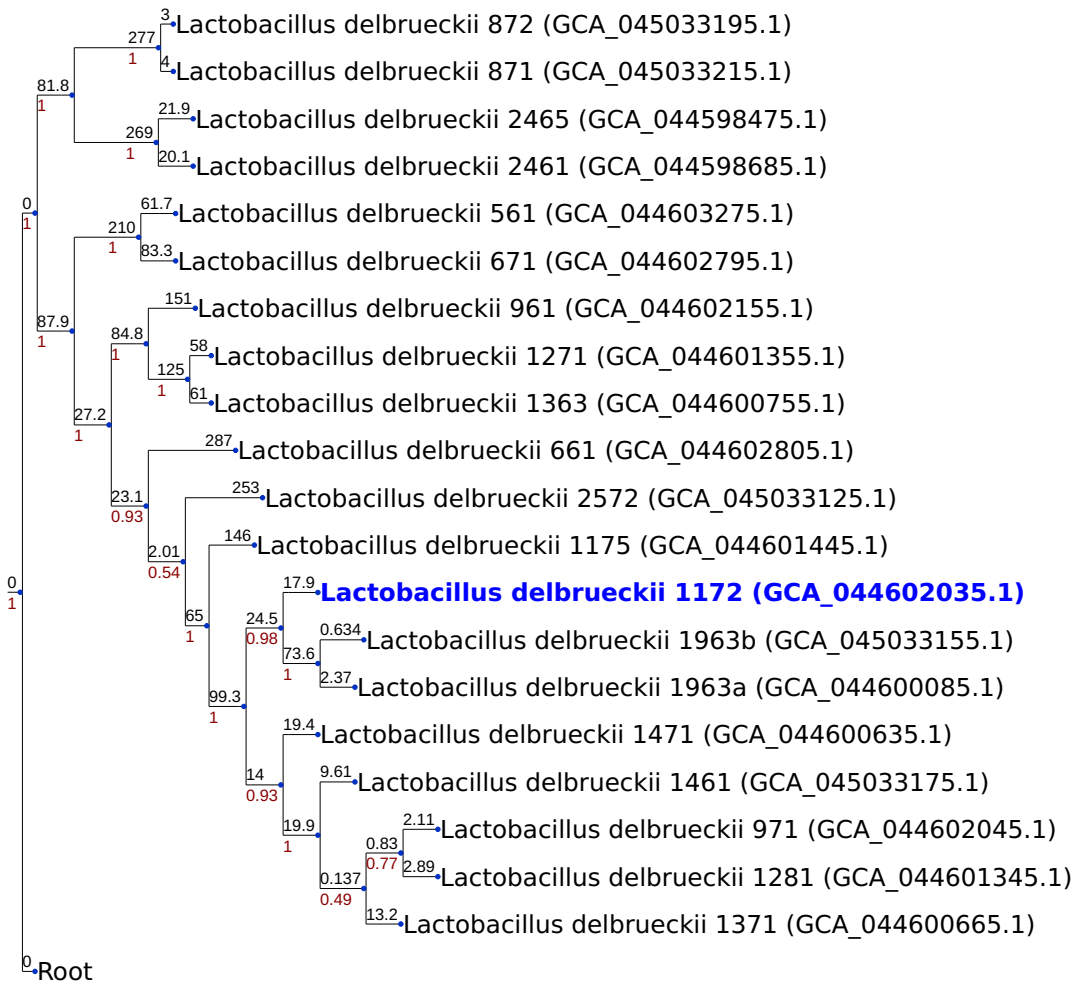 3
Lactobacillus delbrueckii 872 (GCA_045033195.1)
277
1
4
Lactobacillus delbrueckii 871 (GCA_045033215.1)
81.8
1
21.9
Lactobacillus delbrueckii 2465 (GCA_044598475.1)
269
1
20.1
Lactobacillus delbrueckii 2461 (GCA_044598685.1)
0
1
61.7
Lactobacillus delbrueckii 561 (GCA_044603275.1)
210
1
83.3
Lactobacillus delbrueckii 671 (GCA_044602795.1)
87.9
1
151
Lactobacillus delbrueckii 961 (GCA_044602155.1)
84.8
1
58
Lactobacillus delbrueckii 1271 (GCA_044601355.1)
125
1
61
Lactobacillus delbrueckii 1363 (GCA_044600755.1)
27.2
1
287
Lactobacillus delbrueckii 661 (GCA_044602805.1)
23.1
0.93
253
Lactobacillus delbrueckii 2572 (GCA_045033125.1)
2.01
0.54
146
Lactobacillus delbrueckii 1175 (GCA_044601445.1)
0
1
17.9
Lactobacillus delbrueckii 1172 (GCA_044602035.1)
65
1
24.5
0.98
0.634
Lactobacillus delbrueckii 1963b (GCA_045033155.1)
73.6
1
2.37
Lactobacillus delbrueckii 1963a (GCA_044600085.1)
99.3
1
19.4
Lactobacillus delbrueckii 1471 (GCA_044600635.1)
14
0.93
9.61
Lactobacillus delbrueckii 1461 (GCA_045033175.1)
19.9
1
2.11
Lactobacillus delbrueckii 971 (GCA_044602045.1)
0.83
0.77
2.89
Lactobacillus delbrueckii 1281 (GCA_044601345.1)
0.137
0.49
13.2
Lactobacillus delbrueckii 1371 (GCA_044600665.1)
0
Root